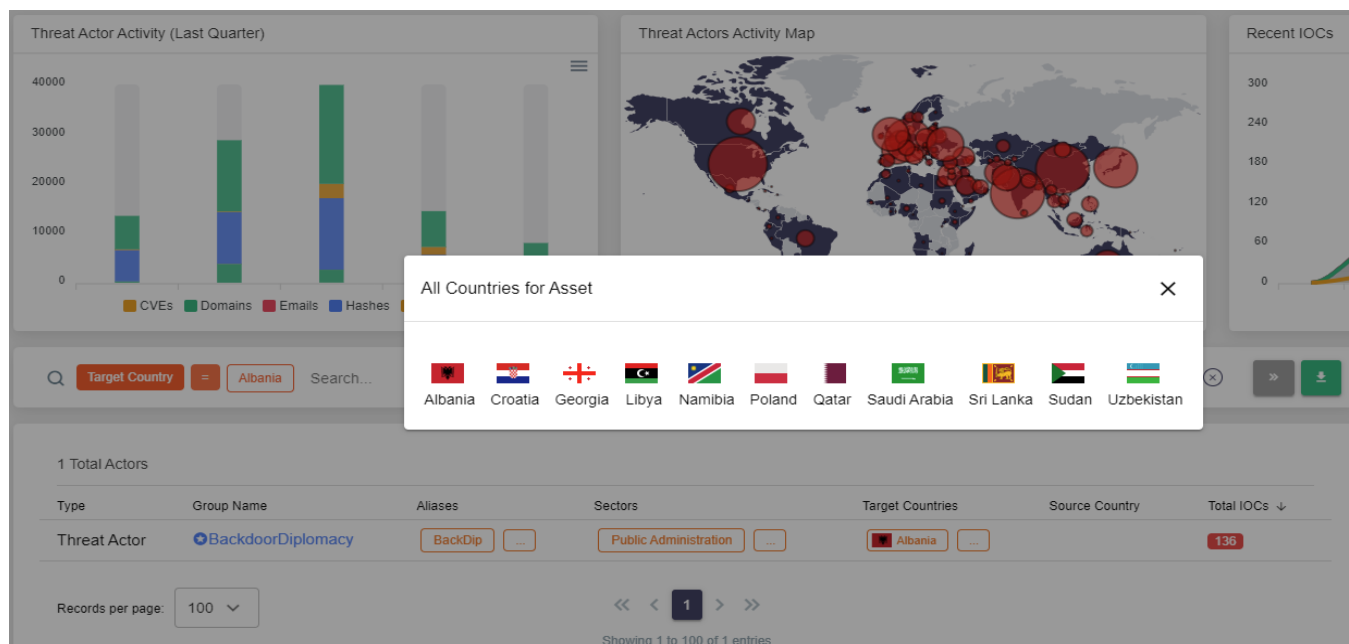 Threat Actor Activity (Last Quarter)
40000
30000
20000
10000
0
CVEs Domains Emails Hashes
Threat Actors Activity Map
Recent IOCs
300
240
180
120
60
0
All Countries for Asset
Albania Croatia Georgia Libya Namibia Poland Qatar Saudi Arabia Sri Lanka Sudan Uzbekistan
Target Country = Albania Search...
1 Total Actors
Type Group Name Aliases Sectors Target Countries Source Country Total IOCs ↓
Threat Actor BackdoorDiplomacy BackDip ... Public Administration ... Albania ... 136
Records per page: 100 << < 1 > >>
Showing 1 to 100 of 1 entries